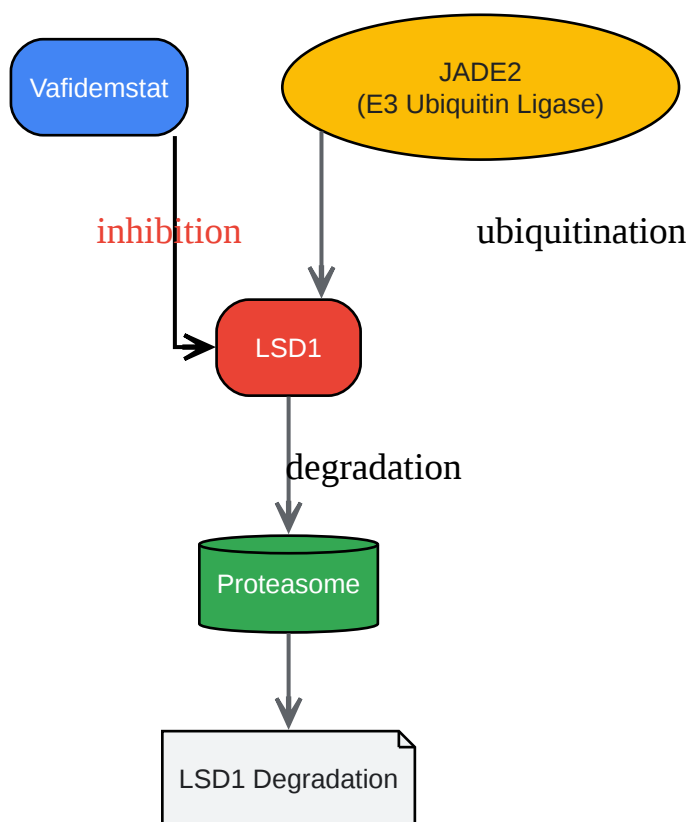 Vafidemstat
JADE2
(E3 Ubiquitin Ligase)
inhibition
ubiquitination
LSD1
degradation
Proteasome
LSD1 Degradation